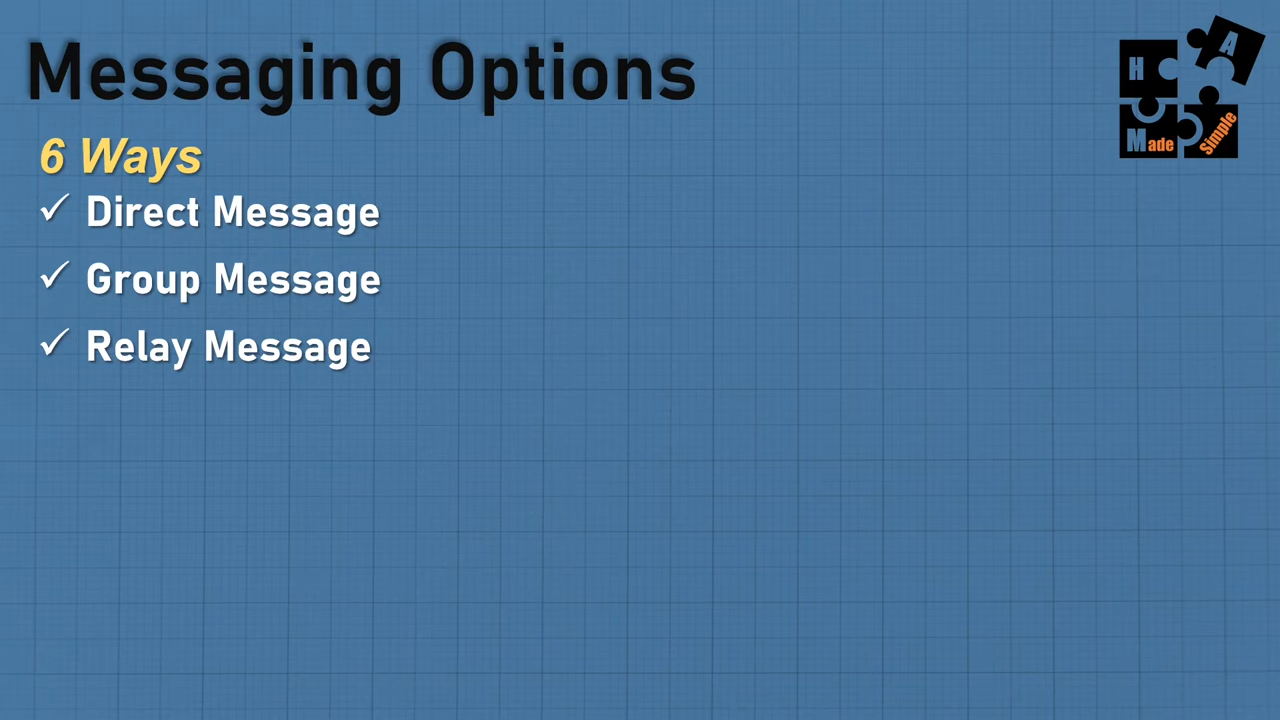 Messaging Options
6 Ways
✓ Direct Message
✓ Group Message
✓ Relay Message
H A
Made Simple